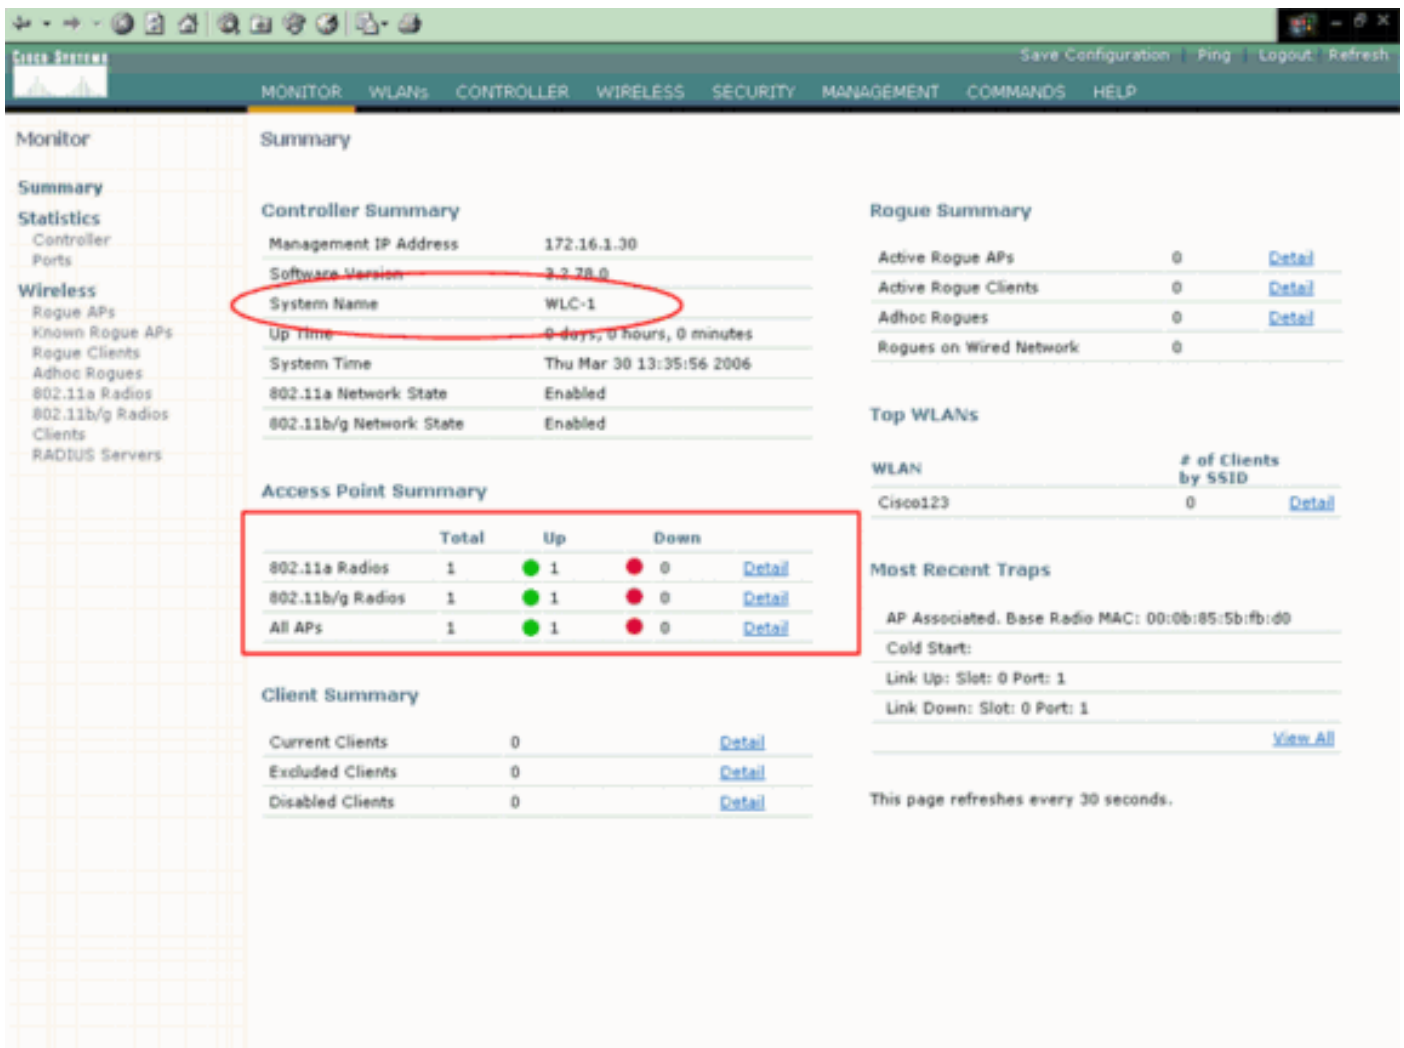 CISCO SYSTEMS
Save Configuration | Ping | Logout | Refresh
MONITOR WLANs CONTROLLER WIRELESS SECURITY MANAGEMENT COMMANDS HELP
Monitor
Summary
Statistics
Controller
Ports
Wireless
Rogue APs
Known Rogue APs
Rogue Clients
Adhoc Rogues
802.11a Radios
802.11b/g Radios
Clients
RADIUS Servers
Summary
Controller Summary
Management IP Address 172.16.1.30
Software Version 3.2.78.0
System Name WLC-1
Up Time 0 days, 0 hours, 0 minutes
System Time Thu Mar 30 13:35:56 2006
802.11a Network State Enabled
802.11b/g Network State Enabled
Access Point Summary
Total Up Down
802.11a Radios 1 1 0 Detail
802.11b/g Radios 1 1 0 Detail
All APs 1 1 0 Detail
Client Summary
Current Clients 0 Detail
Excluded Clients 0 Detail
Disabled Clients 0 Detail
Rogue Summary
Active Rogue APs 0 Detail
Active Rogue Clients 0 Detail
Adhoc Rogues 0 Detail
Rogues on Wired Network 0
Top WLANs
WLAN # of Clients
by SSID
Cisco123 0 Detail
Most Recent Traps
AP Associated. Base Radio MAC: 00:0b:85:5b:fb:d0
Cold Start:
Link Up: Slot: 0 Port: 1
Link Down: Slot: 0 Port: 1
View All
This page refreshes every 30 seconds.